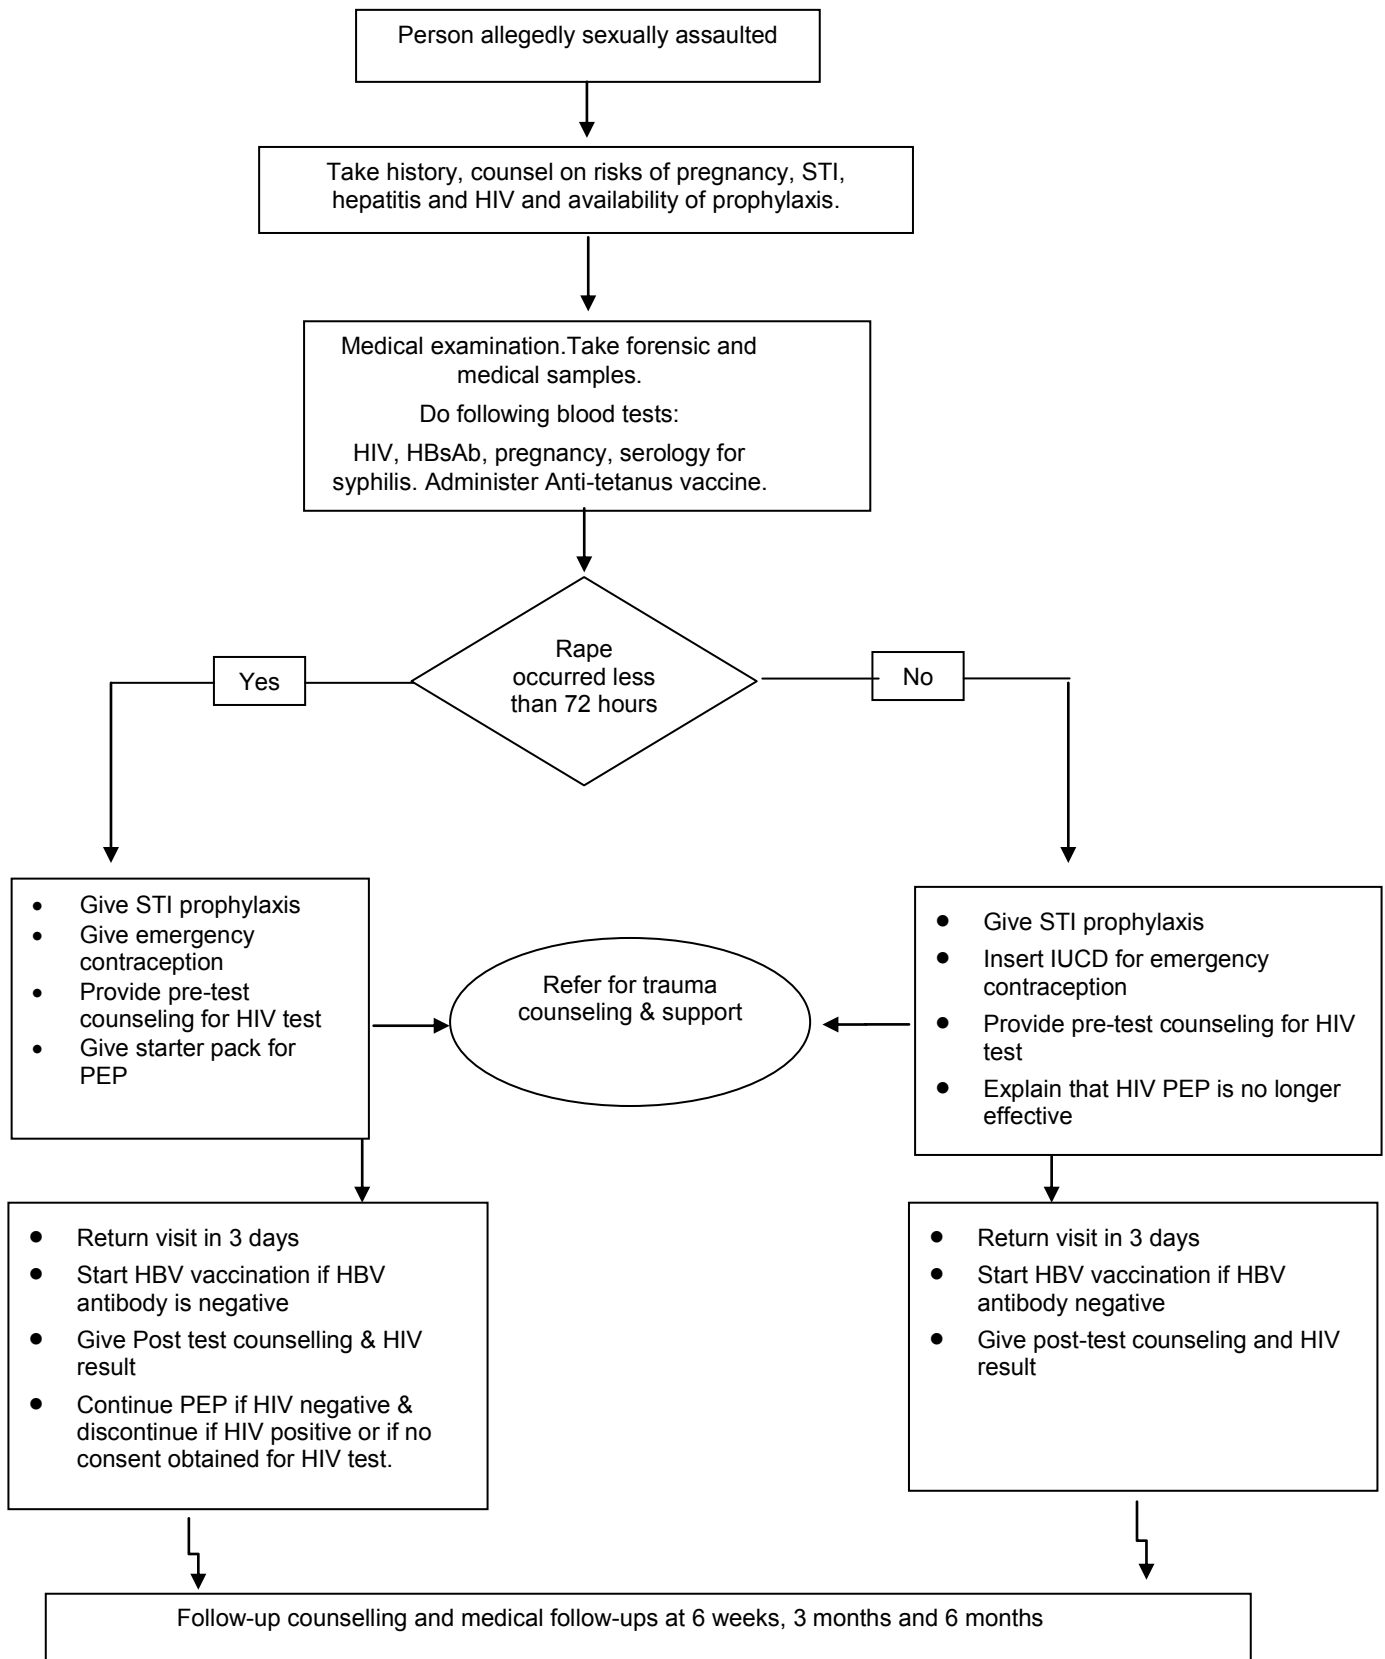 Person allegedly sexually assaulted
Take history, counsel on risks of pregnancy, STI,
hepatitis and HIV and availability of prophylaxis.
Medical examination.Take forensic and
medical samples.
Do following blood tests:
HIV, HBsAb, pregnancy, serology for
syphilis. Administer Anti-tetanus vaccine.
Rape
occurred less
than 72 hours
Yes
No
• Give STI prophylaxis
• Give emergency
contraception
• Provide pre-test
counseling for HIV test
• Give starter pack for
PEP
Refer for trauma
counseling & support
● Give STI prophylaxis
● Insert IUCD for emergency
contraception
● Provide pre-test counseling for HIV
test
● Explain that HIV PEP is no longer
effective
● Return visit in 3 days
● Start HBV vaccination if HBV
antibody is negative
● Give Post test counselling & HIV
result
● Continue PEP if HIV negative &
discontinue if HIV positive or if no
consent obtained for HIV test.
● Return visit in 3 days
● Start HBV vaccination if HBV
antibody negative
● Give post-test counseling and HIV
result
Follow-up counselling and medical follow-ups at 6 weeks, 3 months and 6 months